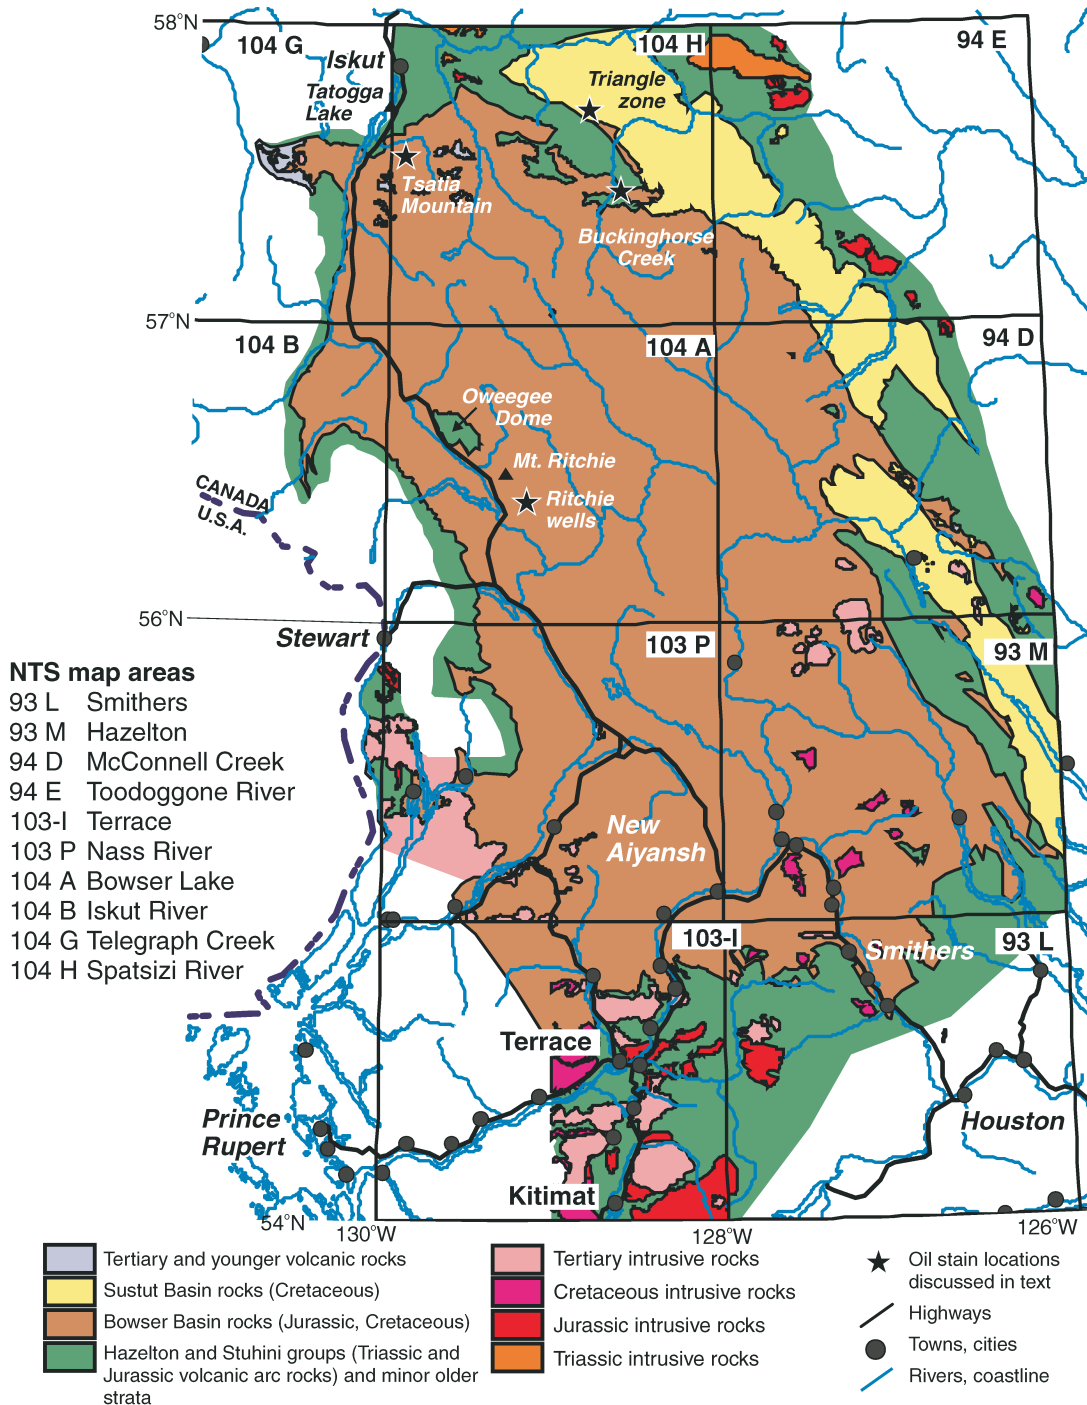 58°N
104 G
104 H
94 E
Iskut
Tatogga
Lake
Triangle
zone
Tsatia
Mountain
Buckinghorse
Creek
57°N
104 B
104 A
94 D
Oweegee
Dome
Mt. Ritchie
Ritchie
wells
CANADA
U.S.A.
56°N
Stewart
103 P
93 M
NTS map areas
93 L Smithers
93 M Hazelton
94 D McConnell Creek
94 E Toodoggone River
103-I Terrace
103 P Nass River
104 A Bowser Lake
104 B Iskut River
104 G Telegraph Creek
104 H Spatsizi River
New
Aiyansh
103-I
Smithers
93 L
Terrace
Prince
Rupert
Houston
Kitimat
54°N
130°W
128°W
126°W
Tertiary and younger volcanic rocks
Sustut Basin rocks (Cretaceous)
Bowser Basin rocks (Jurassic, Cretaceous)
Hazelton and Stuhini groups (Triassic and
Jurassic volcanic arc rocks) and minor older
strata
Tertiary intrusive rocks
Cretaceous intrusive rocks
Jurassic intrusive rocks
Triassic intrusive rocks
Oil stain locations
discussed in text
Highways
Towns, cities
Rivers, coastline